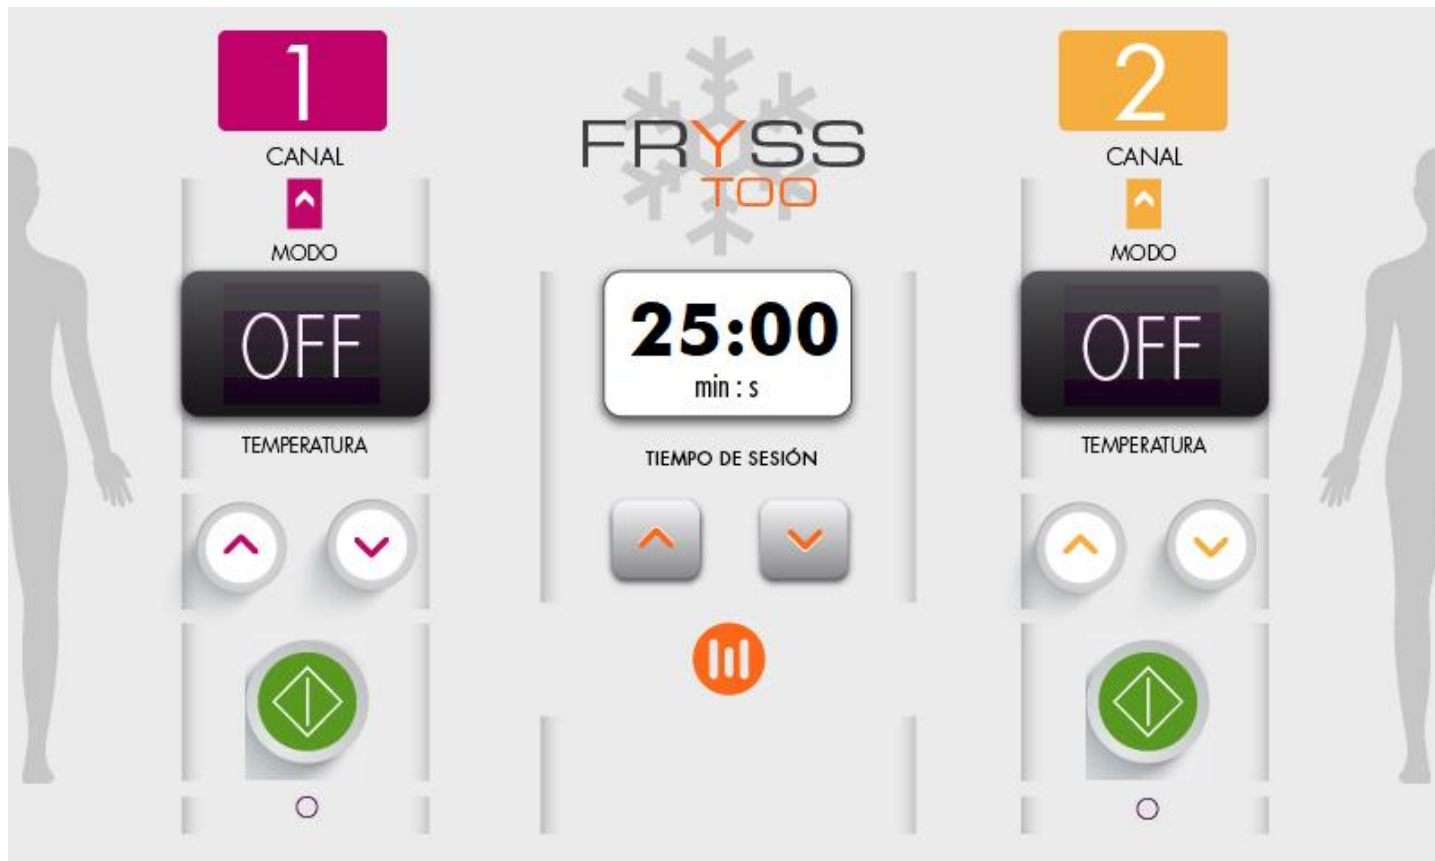 1
CANAL
MODO
OFF
TEMPERATURA
FRYSS
TOO
25:00
min : s
TIEMPO DE SESIÓN
2
CANAL
MODO
OFF
TEMPERATURA